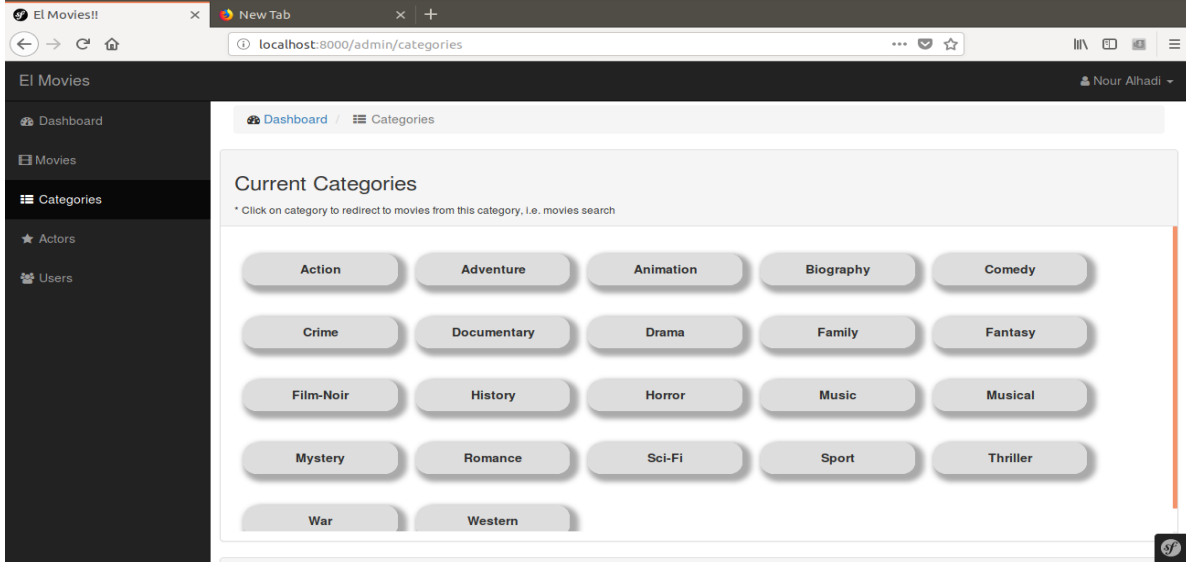 El Movies!!
New Tab
localhost:8000/admin/categories
El Movies
Nour Alhadi
Dashboard
Movies
Categories
Actors
Users
Dashboard / Categories
Current Categories
* Click on category to redirect to movies from this category, i.e. movies search
Action Adventure Animation Biography Comedy
Crime Documentary Drama Family Fantasy
Film-Noir History Horror Music Musical
Mystery Romance Sci-Fi Sport Thriller
War Western
sf